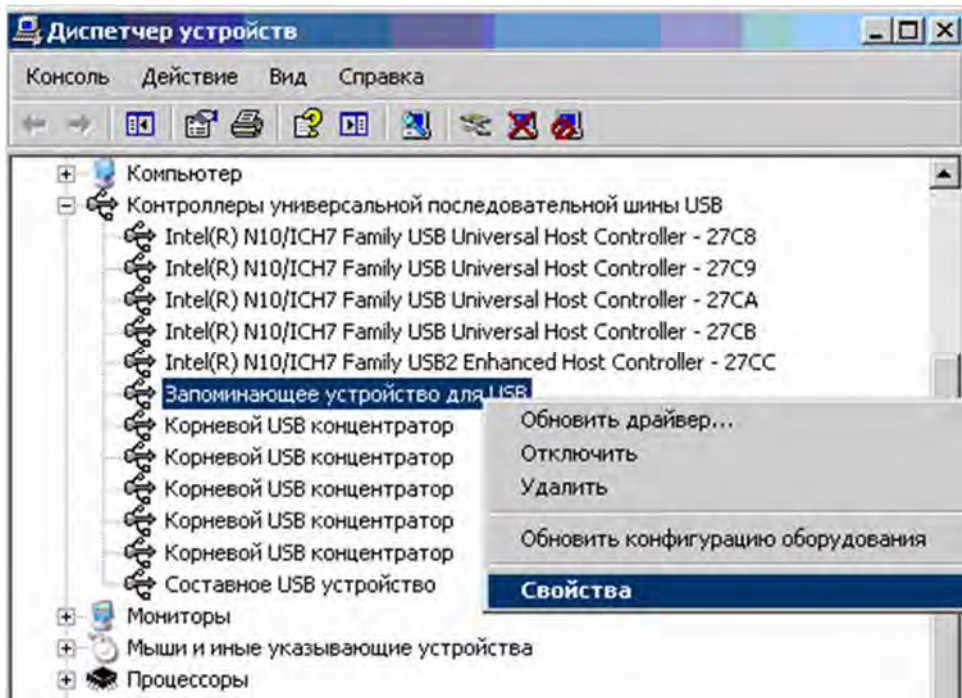 Диспетчер устройств
Консоль Действие Вид Справка
Компьютер
Контроллеры универсальной последовательной шины USB
Intel(R) N10/ICH7 Family USB Universal Host Controller - 27C8
Intel(R) N10/ICH7 Family USB Universal Host Controller - 27C9
Intel(R) N10/ICH7 Family USB Universal Host Controller - 27CA
Intel(R) N10/ICH7 Family USB Universal Host Controller - 27CB
Intel(R) N10/ICH7 Family USB2 Enhanced Host Controller - 27CC
Запоминающее устройство для USB
Корневой USB концентратор
Корневой USB концентратор
Корневой USB концентратор
Корневой USB концентратор
Корневой USB концентратор
Составное USB устройство
Мониторы
Мыши и иные указывающие устройства
Процессоры
Обновить драйвер...
Отключить
Удалить
Обновить конфигурацию оборудования
Свойства